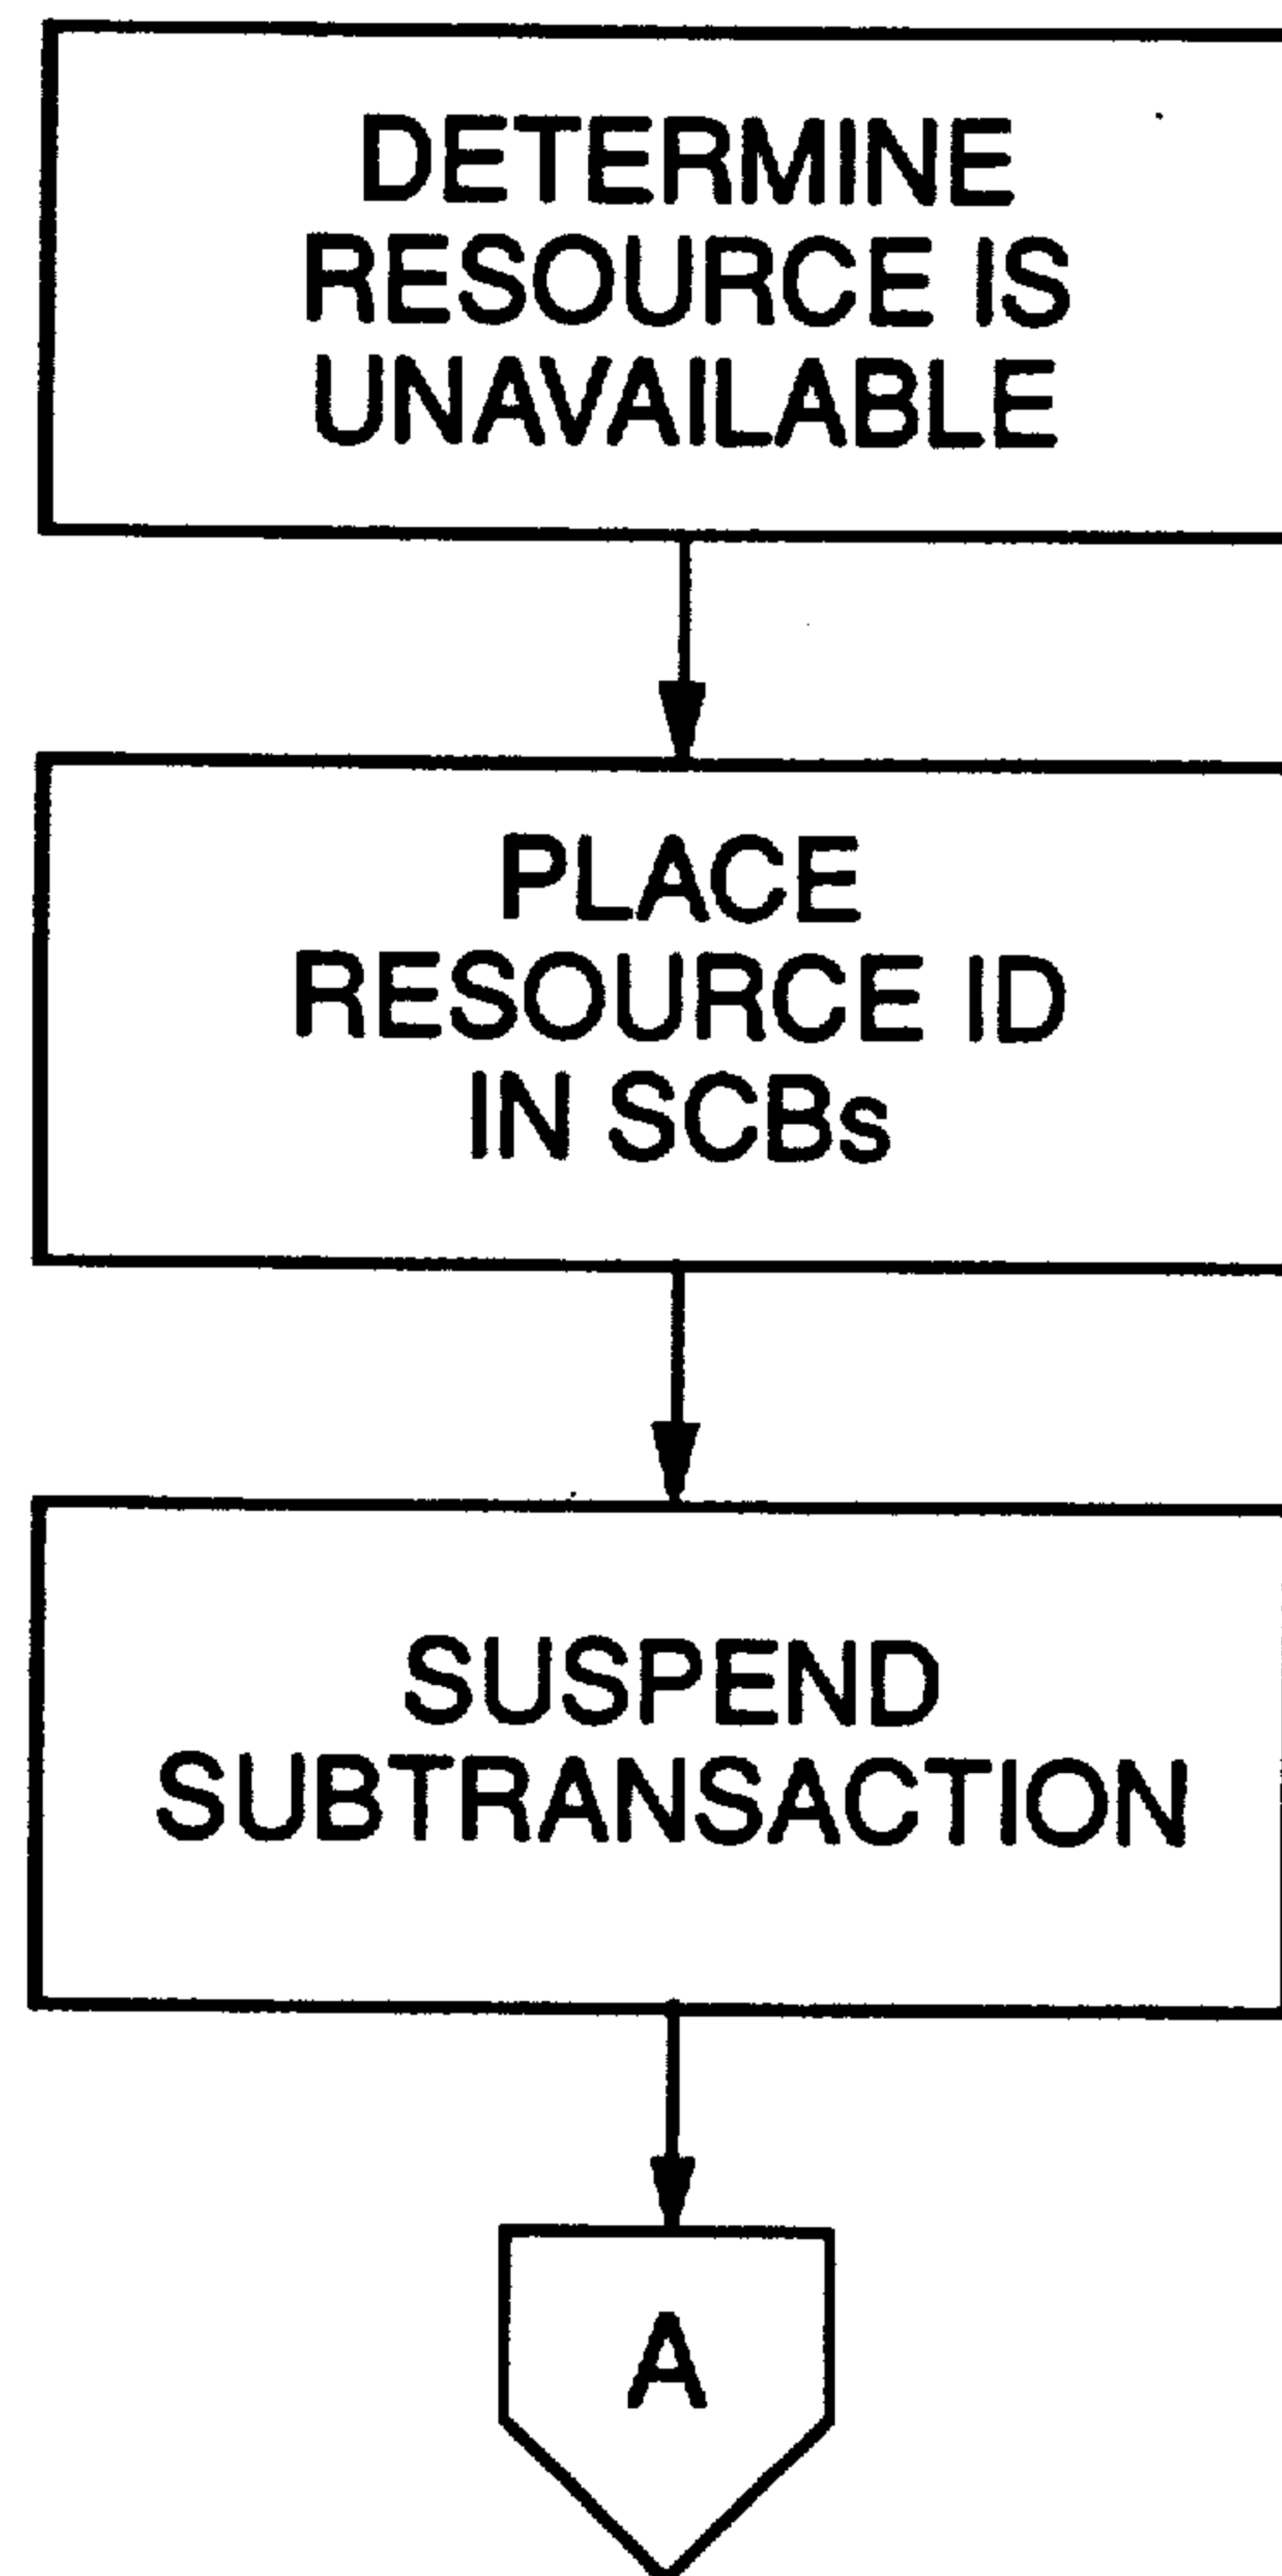 DETERMINE
RESOURCE IS
UNAVAILABLE
PLACE
RESOURCE ID
IN SCBs
SUSPEND
SUBTRANSACTION
A